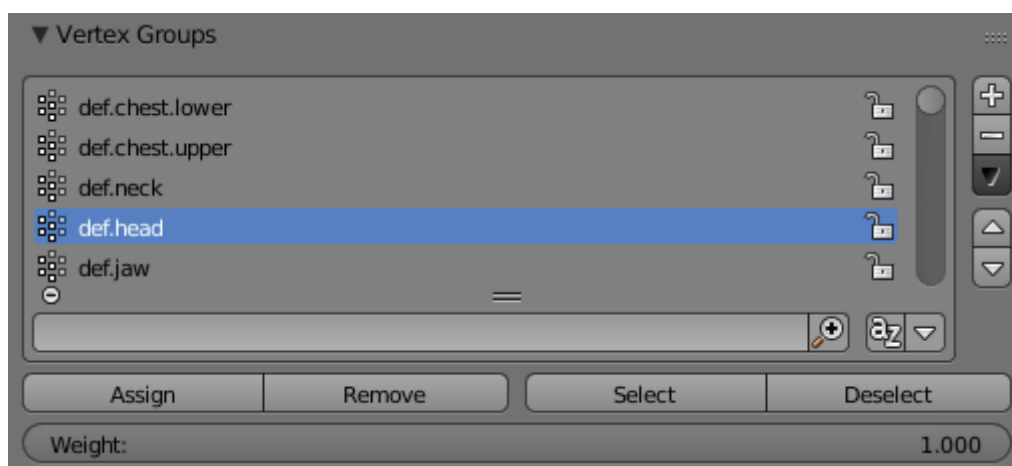 Vertex Groups
def.chest.lower
def.chest.upper
def.neck
def.head
def.jaw
az
Assign Remove Select Deselect
Weight: 1.000